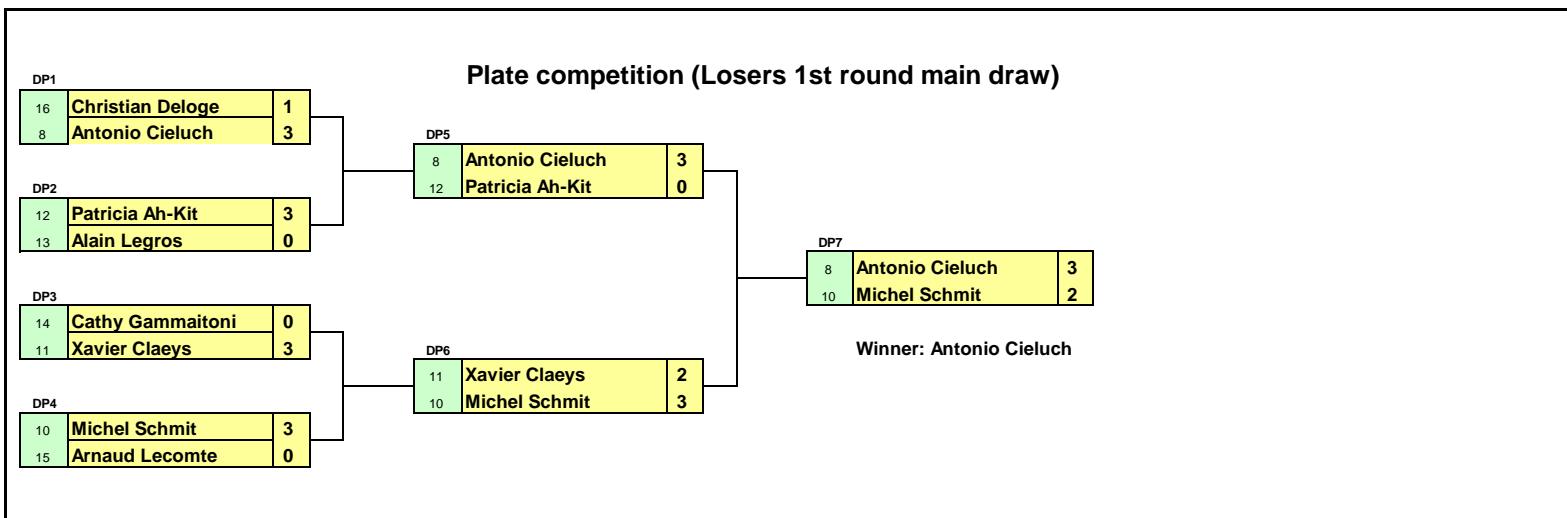 Plate competition (Losers 1st round main draw)
DP1
16 Christian Deloge 1
8 Antonio Cieluch 3
DP2
12 Patricia Ah-Kit 3
13 Alain Legros 0
DP3
14 Cathy Gammaitoni 0
11 Xavier Claeys 3
DP4
10 Michel Schmit 3
15 Arnaud Lecomte 0
DP5
8 Antonio Cieluch 3
12 Patricia Ah-Kit 0
DP6
11 Xavier Claeys 2
10 Michel Schmit 3
DP7
8 Antonio Cieluch 3
10 Michel Schmit 2
Winner: Antonio Cieluch